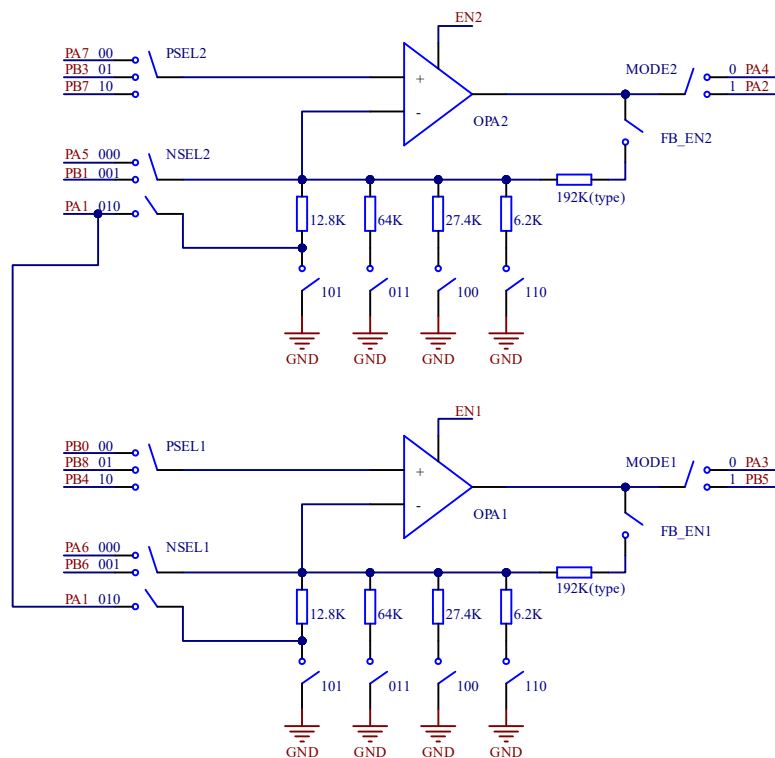 EN2
PA7 00 PSEL2
PB3 01
PB7 10
+
-
OPA2
MODE2
0 PA4
1 PA2
FB_EN2
PA5 000 NSEL2
PB1 001
PA1 010
192K(type)
12.8K 64K 27.4K 6.2K
101 011 100 110
GND GND GND GND
EN1
PB0 00 PSEL1
PB8 01
PB4 10
+
-
OPA1
MODE1
0 PA3
1 PB5
FB_EN1
PA6 000 NSEL1
PB6 001
PA1 010
192K(type)
12.8K 64K 27.4K 6.2K
101 011 100 110
GND GND GND GND